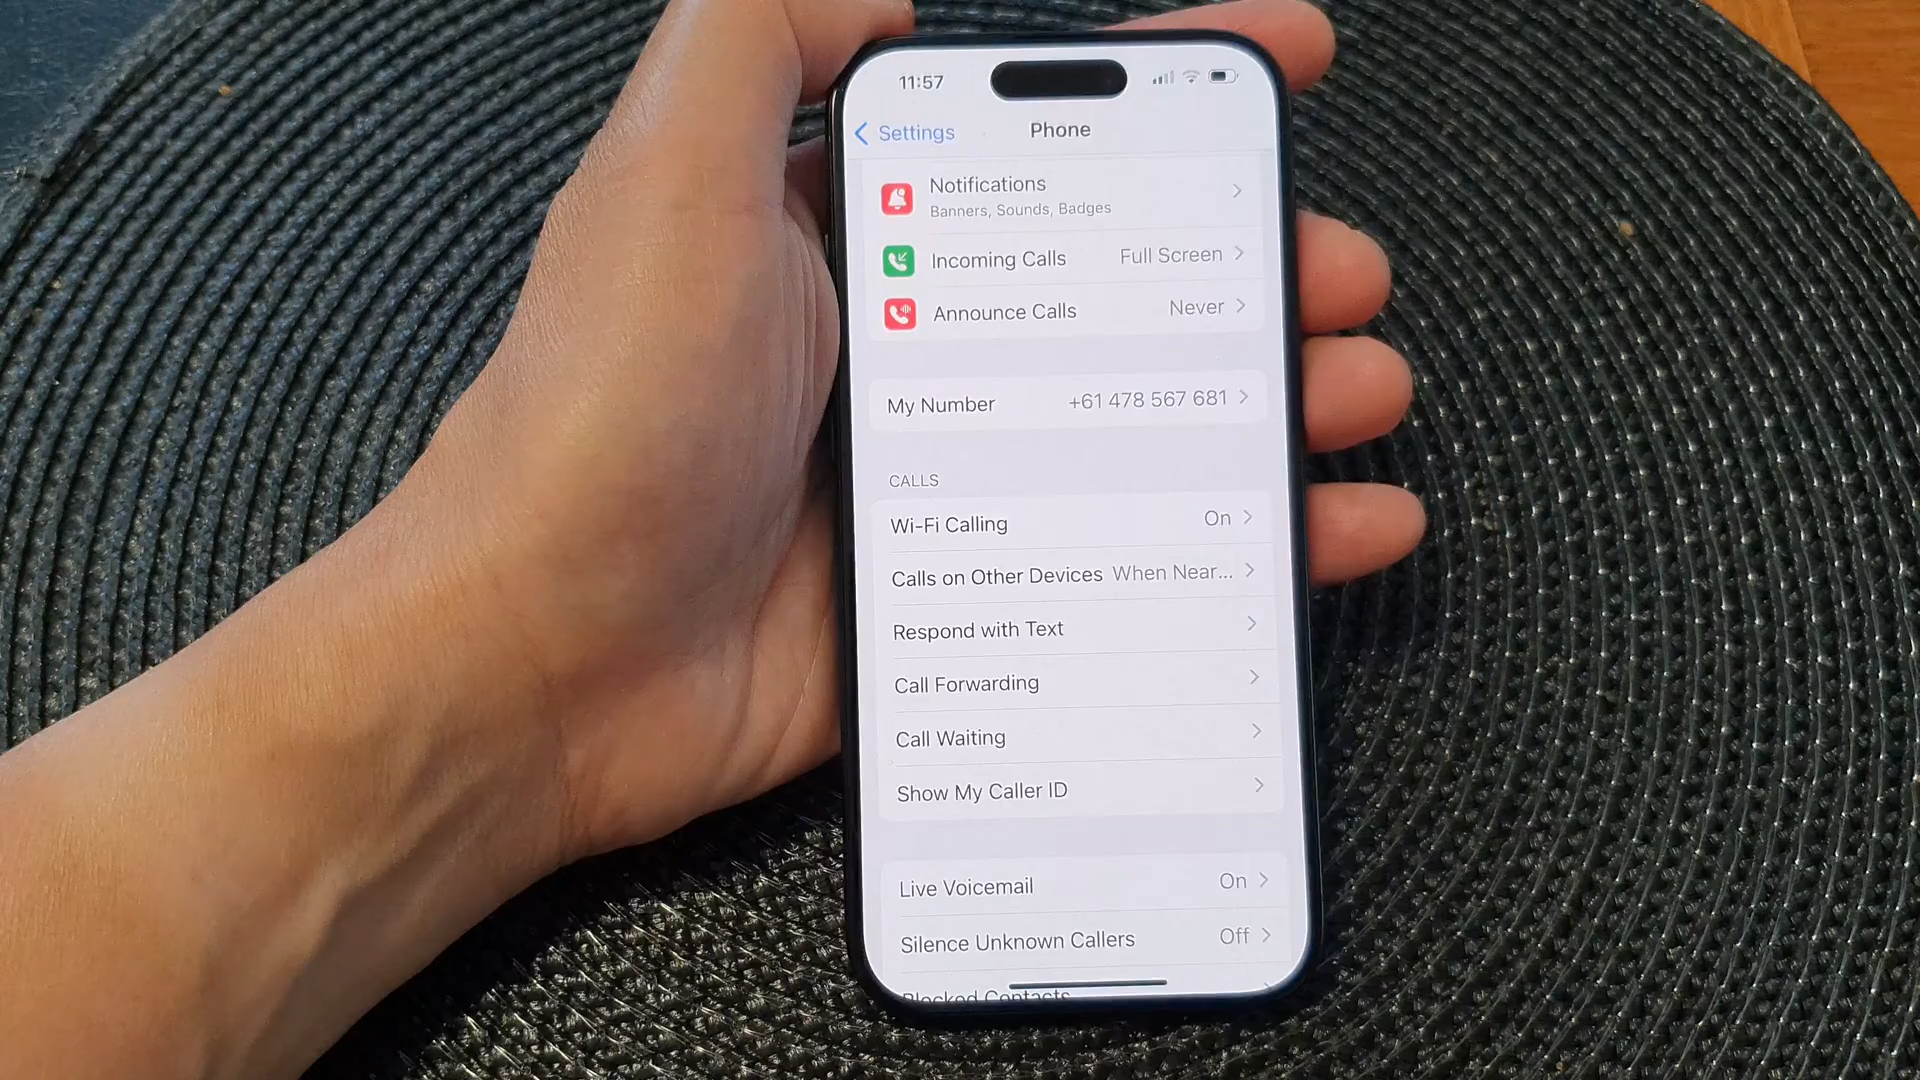 11:57
Settings
Phone
Notifications
Banners, Sounds, Badges
Incoming Calls Full Screen
Announce Calls Never
My Number +61 478 567 681
CALLS
Wi-Fi Calling On
Calls on Other Devices When Near...
Respond with Text
Call Forwarding
Call Waiting
Show My Caller ID
Live Voicemail On
Silence Unknown Callers Off
Blocked Contacts